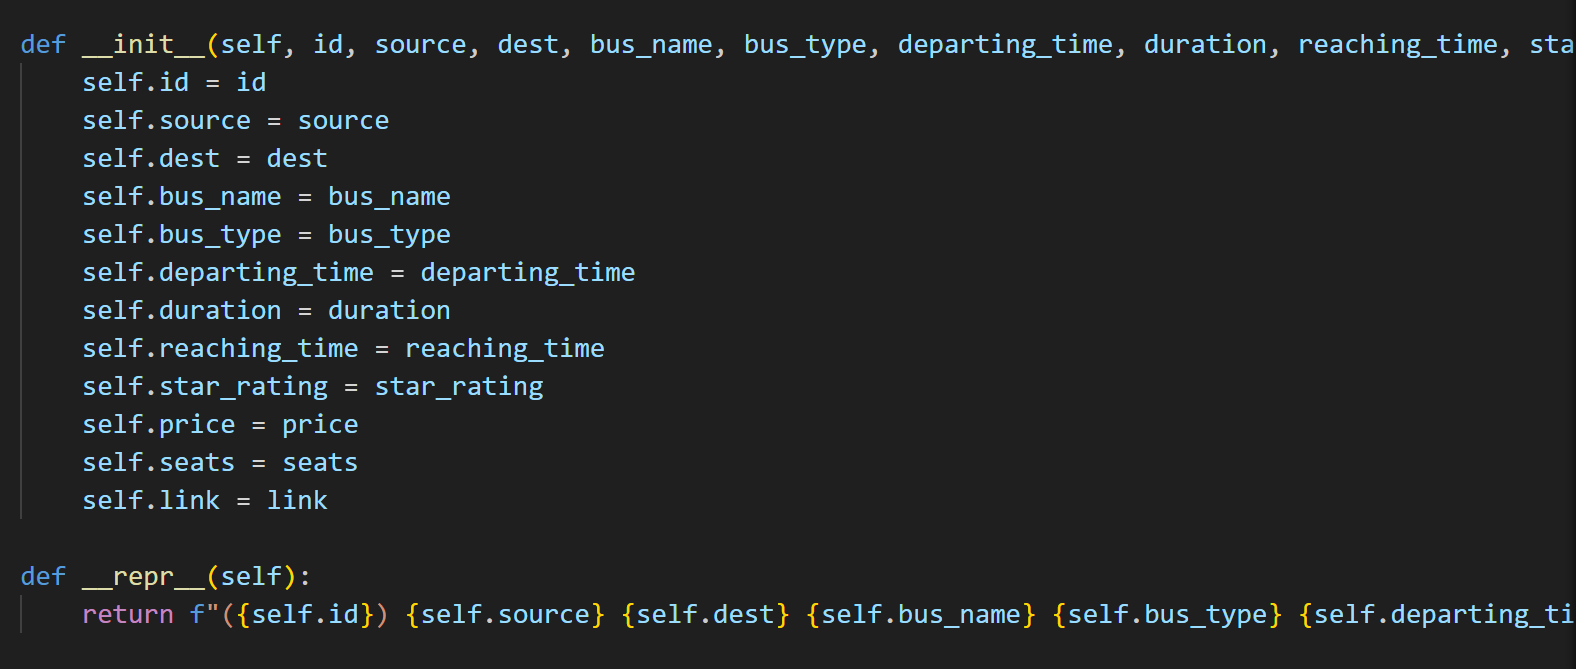 def __init__(self, id, source, dest, bus_name, bus_type, departing_time, duration, reaching_time, sta
self.id = id
self.source = source
self.dest = dest
self.bus_name = bus_name
self.bus_type = bus_type
self.departing_time = departing_time
self.duration = duration
self.reaching_time = reaching_time
self.star_rating = star_rating
self.price = price
self.seats = seats
self.link = link
def __repr__(self):
return f"({self.id}) {self.source} {self.dest} {self.bus_name} {self.bus_type} {self.departing_ti